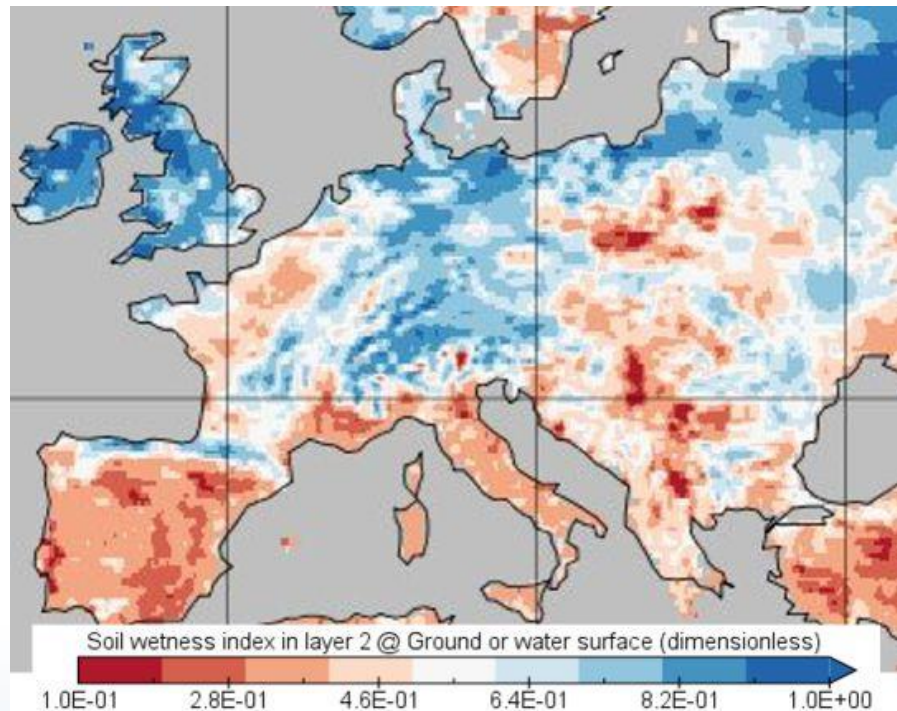 Soil wetness index in layer 2 @ Ground or water surface (dimensionless)
1.0E-01 2.8E-01 4.6E-01 6.4E-01 8.2E-01 1.0E+00